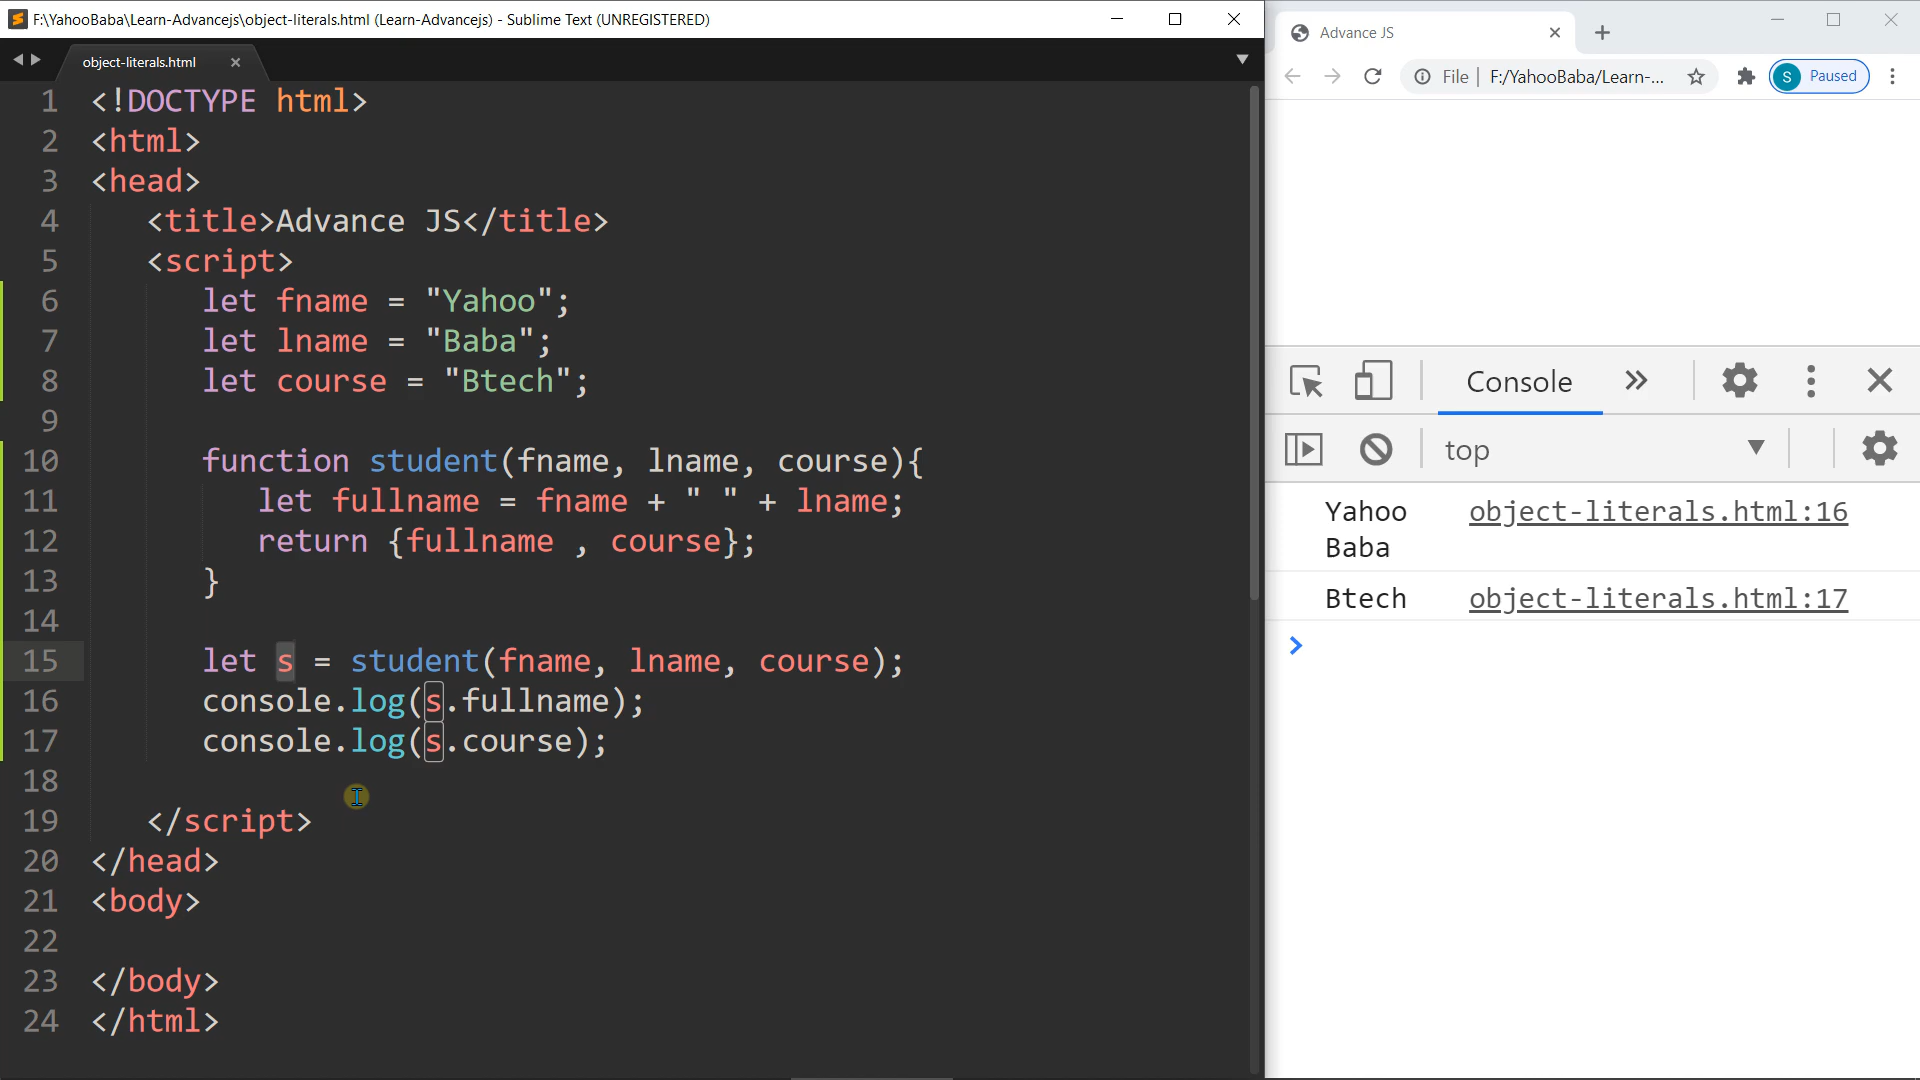 F:\YahooBaba\Learn-Advancejs\object-literals.html (Learn-Advancejs) - Sublime Text (UNREGISTERED)
object-literals.html
1 <!DOCTYPE html>
2 <html>
3 <head>
4 <title>Advance JS</title>
5 <script>
6 let fname = "Yahoo";
7 let lname = "Baba";
8 let course = "Btech";
9
10 function student(fname, lname, course){
11 let fullname = fname + " " + lname;
12 return {fullname , course};
13 }
14
15 let s = student(fname, lname, course);
16 console.log(s.fullname);
17 console.log(s.course);
18
19 </script>
20 </head>
21 <body>
22
23 </body>
24 </html>
Advance JS
File F:/YahooBaba/Learn-... S Paused
Console
top
Yahoo object-literals.html:16
Baba
Btech object-literals.html:17